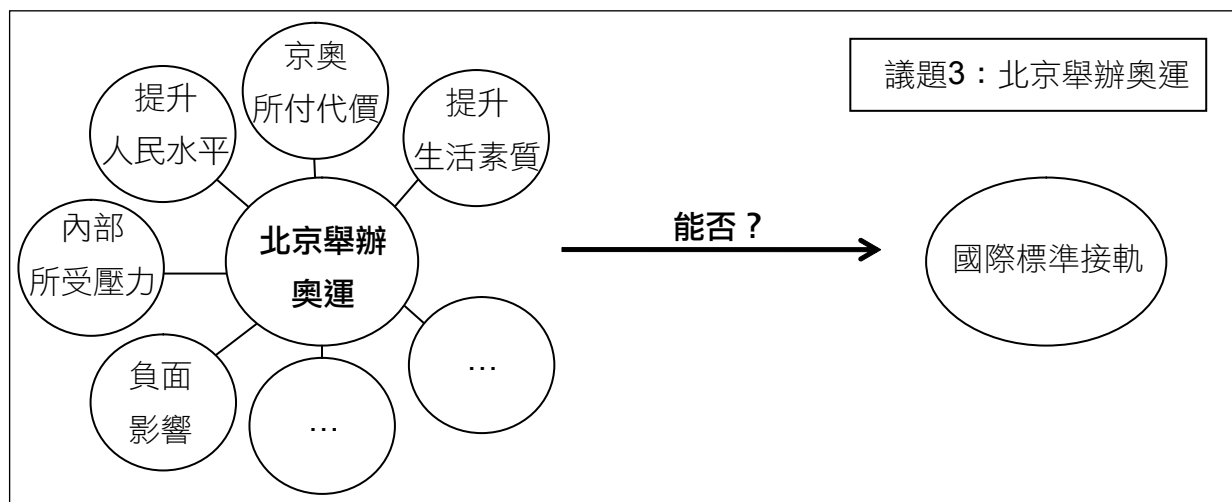 議題3：北京舉辦奧運
京奧
所付代價
提升
人民水平
提升
生活素質
內部
所受壓力
北京舉辦
奧運
能否？
國際標準接軌
負面
影響
…
…